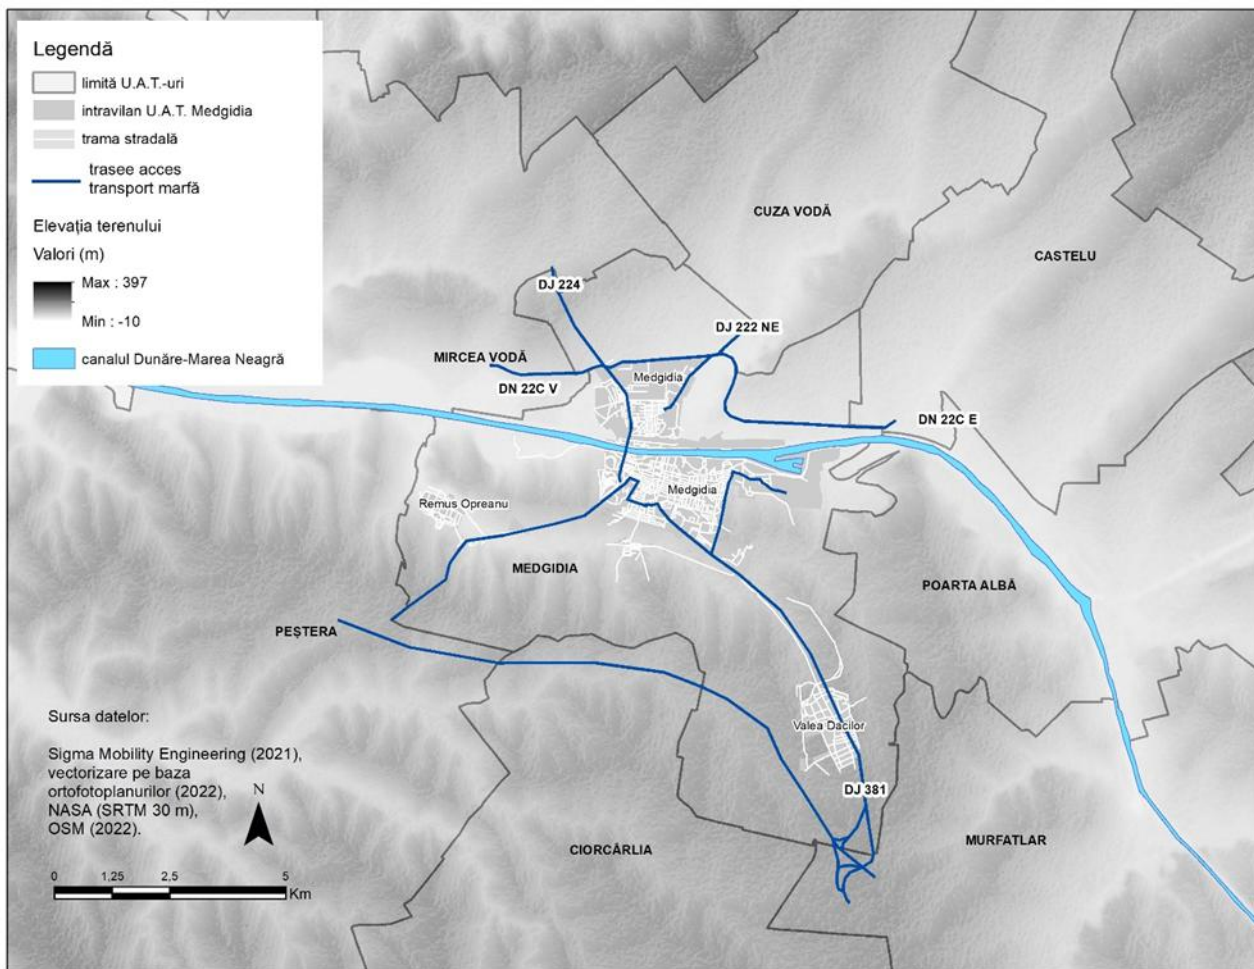 Legendă
limită U.A.T.-uri
intravilan U.A.T. Medgidia
trama stradală
trasee acces
transport marfă
Elevația terenului
Valori (m)
Max : 397
Min : -10
canalul Dunăre-Marea Neagră
CUZA VODĂ
CASTELU
DJ 224
DJ 222 NE
MIRCEA VODĂ
Medgidia
DN 22C V
DN 22C E
Medgidia
Remus Opreanu
MEDGIDIA
POARTA ALBĂ
PEȘTERA
Valea Dacilor
DJ 381
MURFATLAR
CIORCÂRLIA
Sursa datelor:
Sigma Mobility Engineering (2021),
vectorizare pe baza
ortofotoplanurilor (2022),
NASA (SRTM 30 m),
OSM (2022).
N
0 1,25 2,5 5
Km